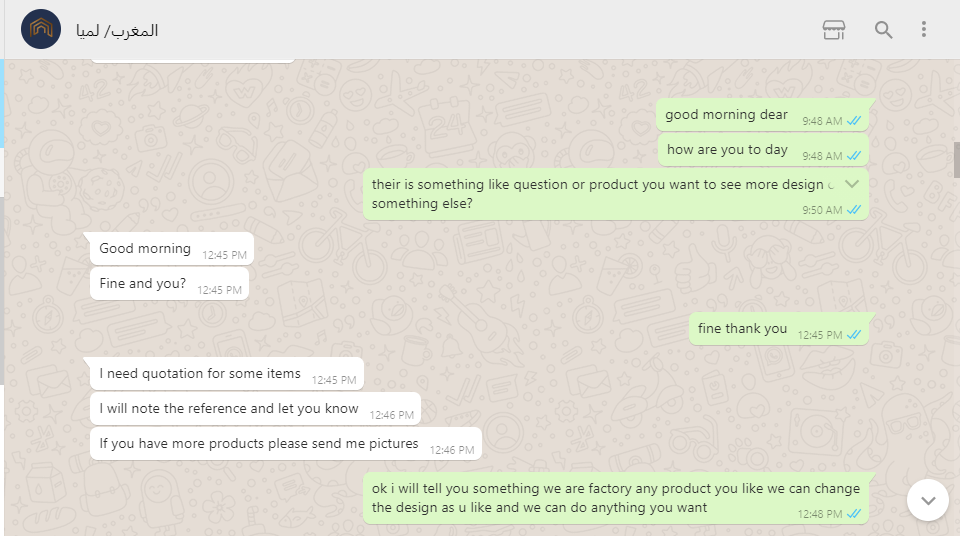 المغرب/ لميا
good morning dear
9:48 AM
how are you to day
9:48 AM
their is something like question or product you want to see more design
something else?
9:50 AM
Good morning
12:45 PM
Fine and you?
12:45 PM
fine thank you
12:45 PM
I need quotation for some items
12:45 PM
I will note the reference and let you know
12:46 PM
If you have more products please send me pictures
12:46 PM
ok i will tell you something we are factory any product you like we can change
the design as u like and we can do anything you want
12:48 PM